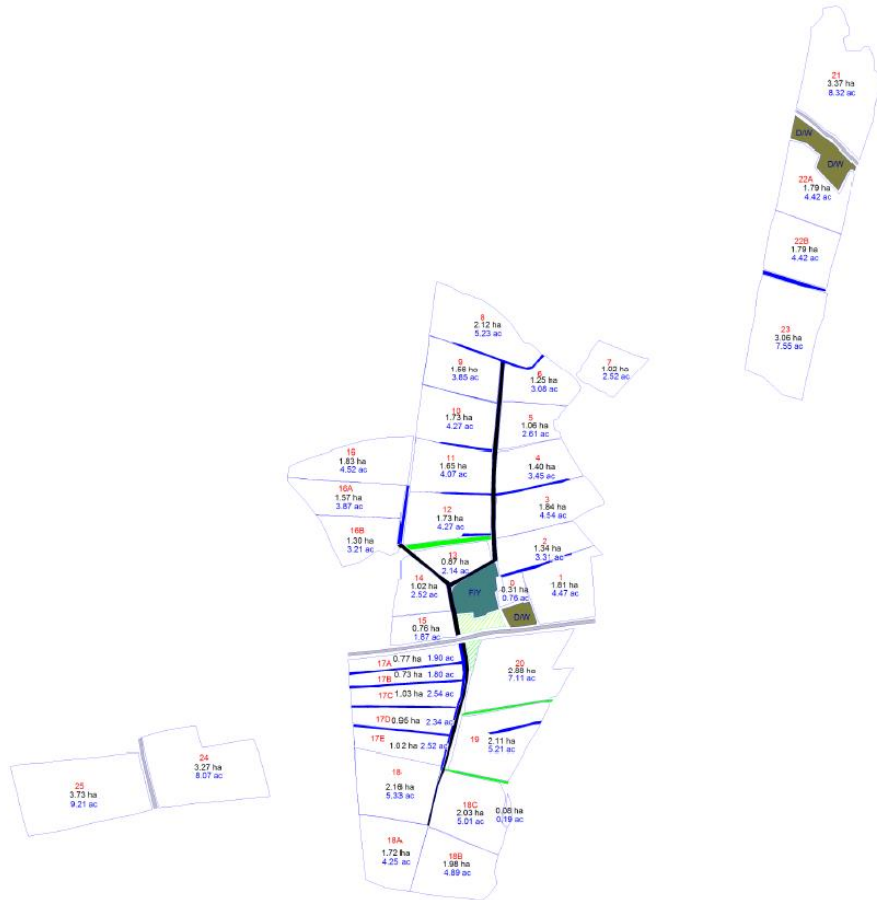 21
3.37 ha
8.32 ac
D/W
D/W
22A
1.79 ha
4.42 ac
22B
1.79 ha
4.42 ac
23
3.06 ha
7.55 ac
8
2.12 ha
5.23 ac
9
3.85 ac
6
1.25 ha
3.08 ac
7
1.02 ha
2.52 ac
10
1.73 ha
4.27 ac
5
1.06 ha
2.61 ac
11
1.65 ha
4.07 ac
4
1.40 ha
3.45 ac
1.83 ha
4.52 ac
16A
1.57 ha
3.87 ac
3
1.84 ha
4.54 ac
12
1.73 ha
4.27 ac
16B
1.30 ha
3.21 ac
2
1.34 ha
3.31 ac
13
0.87 ha
2.14 ac
14
1.02 ha
2.52 ac
F/Y
0
0.31 ha
0.76 ac
1
1.81 ha
4.47 ac
D/W
15
0.76 ha
1.87 ac
17A 0.77 ha 1.90 ac
17B 0.73 ha 1.80 ac
17C 1.03 ha 2.54 ac
17D 0.95 ha 2.34 ac
17E 1.02 ha 2.52 ac
20
2.88 ha
7.11 ac
19
2.11 ha
5.21 ac
18
2.16 ha
5.33 ac
18C
2.03 ha
5.01 ac
0.08 ha
0.19 ac
18A
1.72 ha
4.25 ac
18B
1.98 ha
4.89 ac
24
3.27 ha
8.07 ac
25
3.73 ha
9.21 ac